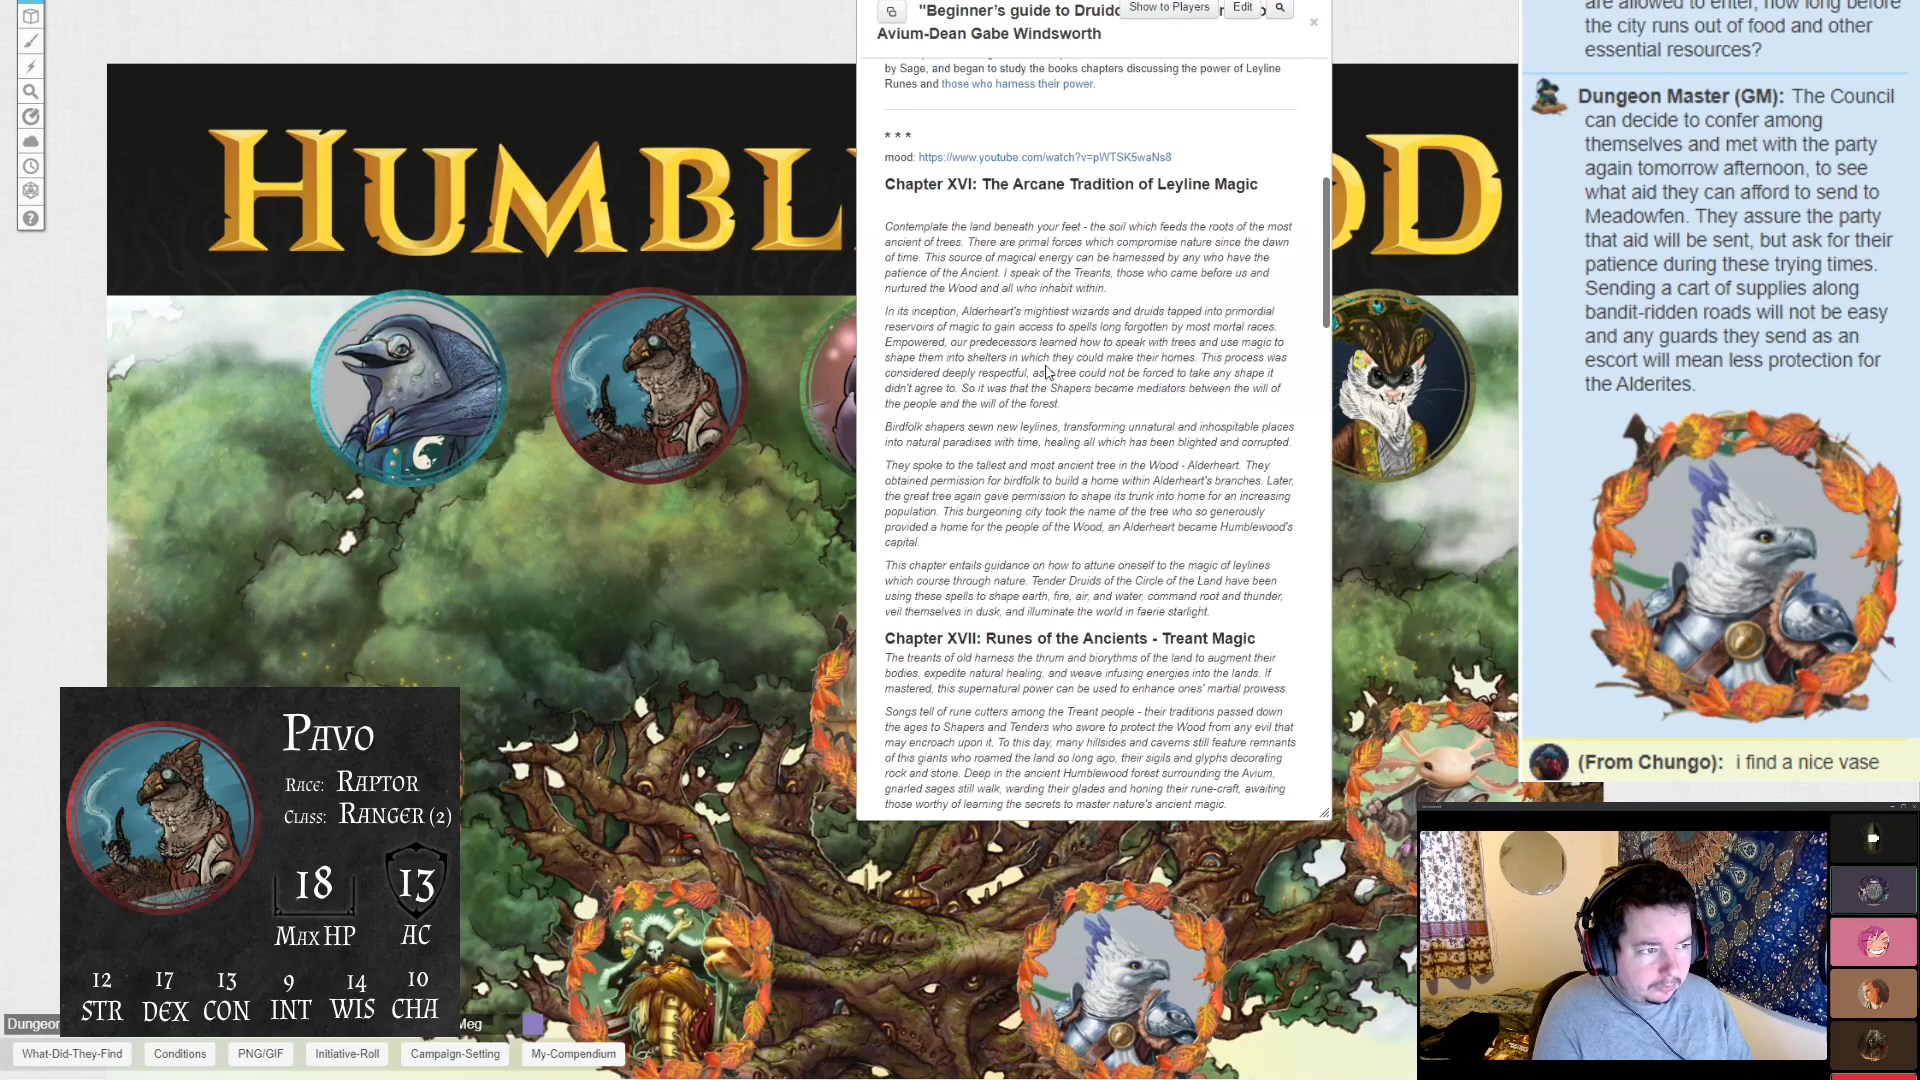 "Beginner's guide to Druid
Avium-Dean Gabe Windsworth
Show to Players
Edit
by Sage, and began to study the books chapters discussing the power of Leyline
Runes and those who harness their power.
* * *
mood: https://www.youtube.com/watch?v=pWTSK5waNs8
Chapter XVI: The Arcane Tradition of Leyline Magic
Contemplate the land beneath your feet - the soil which feeds the roots of the most
ancient of trees. There are primal forces which compromise nature since the dawn
of time. This source of magical energy can be harnessed by any who have the
patience of the Ancient. I speak of the Treants, those who came before us and
nurtured the Wood and all who inhabit within.
In its inception, Alderheart's mightiest wizards and druids tapped into primordial
reservoirs of magic to gain access to spells long forgotten by most mortal races.
Empowered, our predecessors learned how to speak with trees and use magic to
shape them into shelters in which they could make their homes. This process was
considered deeply respectful, as tree could not be forced to take any shape it
didn't agree to. So it was that the Shapers became mediators between the will of
the people and the will of the forest.
Birdfolk shapers sewn new leylines, transforming unnatural and inhospitable places
into natural paradises with time, healing all which has been blighted and corrupted.
They spoke to the tallest and most ancient tree in the Wood - Alderheart. They
obtained permission for birdfolk to build a home within Alderheart's branches. Later,
the great tree again gave permission to shape its trunk into home for an increasing
population. This burgeoning city took the name of the tree who so generously
provided a home for the people of the Wood, an Alderheart became Humblewood's
capital.
This chapter entails guidance on how to attune oneself to the magic of leylines
which course through nature. Tender Druids of the Circle of the Land have been
using these spells to shape earth, fire, air, and water, command root and thunder,
veil themselves in dusk, and illuminate the world in faerie starlight.
Chapter XVII: Runes of the Ancients - Treant Magic
The treants of old harness the thrum and biorythms of the land to augment their
bodies, expedite natural healing, and weave infusing energies into the lands. If
mastered, this supernatural power can be used to enhance ones' martial prowess.
Songs tell of rune cutters among the Treant people - their traditions passed down
the ages to Shapers and Tenders who swore to protect the Wood from any evil that
may encroach upon it. To this day, many hillsides and caverns still feature remnants
of this giants who roamed the land so long ago, their sigils and glyphs decorating
rock and stone. Deep in the ancient Humblewood forest surrounding the Avium,
gnarled sages still walk, warding their glades and honing their rune-craft, awaiting
those worthy of learning the secrets to master nature's ancient magic.
HUMBL
OD
are allowed to enter, how long before
the city runs out of food and other
essential resources?
Dungeon Master (GM): The Council
can decide to confer among
themselves and met with the party
again tomorrow afternoon, to see
what aid they can afford to send to
Meadowfen. They assure the party
that aid will be sent, but ask for their
patience during these trying times.
Sending a cart of supplies along
bandit-ridden roads will not be easy
and any guards they send as an
escort will mean less protection for
the Alderites.
(From Chungo): i find a nice vase
Pavo
Race: Raptor
Class: Ranger (2)
18
Max HP
13
AC
12 17 13 9 14 10
STR DEX CON INT WIS CHA
Dungeon
Meg
What-Did-They-Find
Conditions
PNG/GIF
Initiative-Roll
Campaign-Setting
My-Compendium